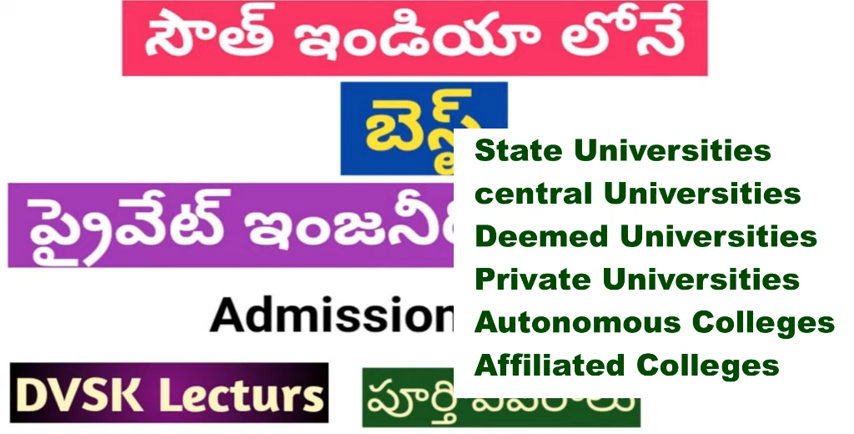 సౌత్ ఇండియా లోనే
బెస్ట్
ప్రైవేట్
Admission
DVSK Lecturs
పూర్తి
State Universities
central Universities
Deemed Universities
Private Universities
Autonomous Colleges
Affiliated Colleges